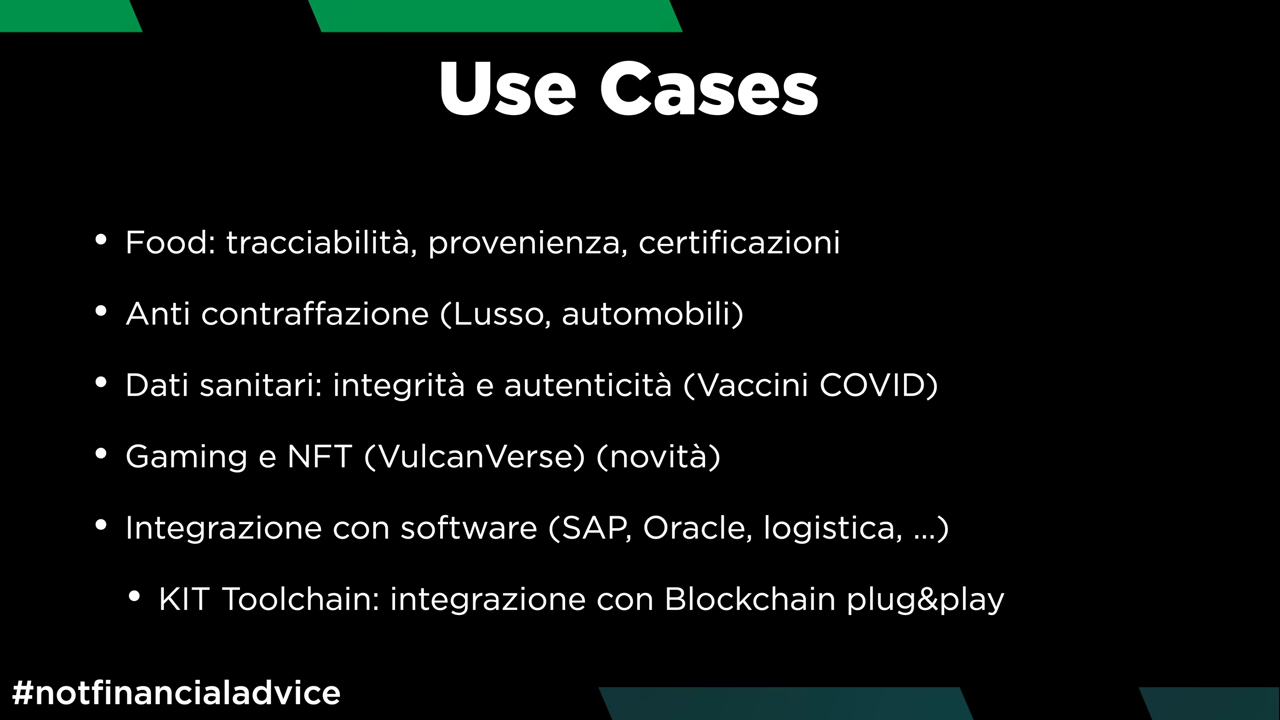 Use Cases
• Food: tracciabilità, provenienza, certificazioni
• Anti contraffazione (Lusso, automobili)
• Dati sanitari: integrità e autenticità (Vaccini COVID)
• Gaming e NFT (VulcanVerse) (novità)
• Integrazione con software (SAP, Oracle, logistica, ...)
• KIT Toolchain: integrazione con Blockchain plug&play
#notfinancialadvice